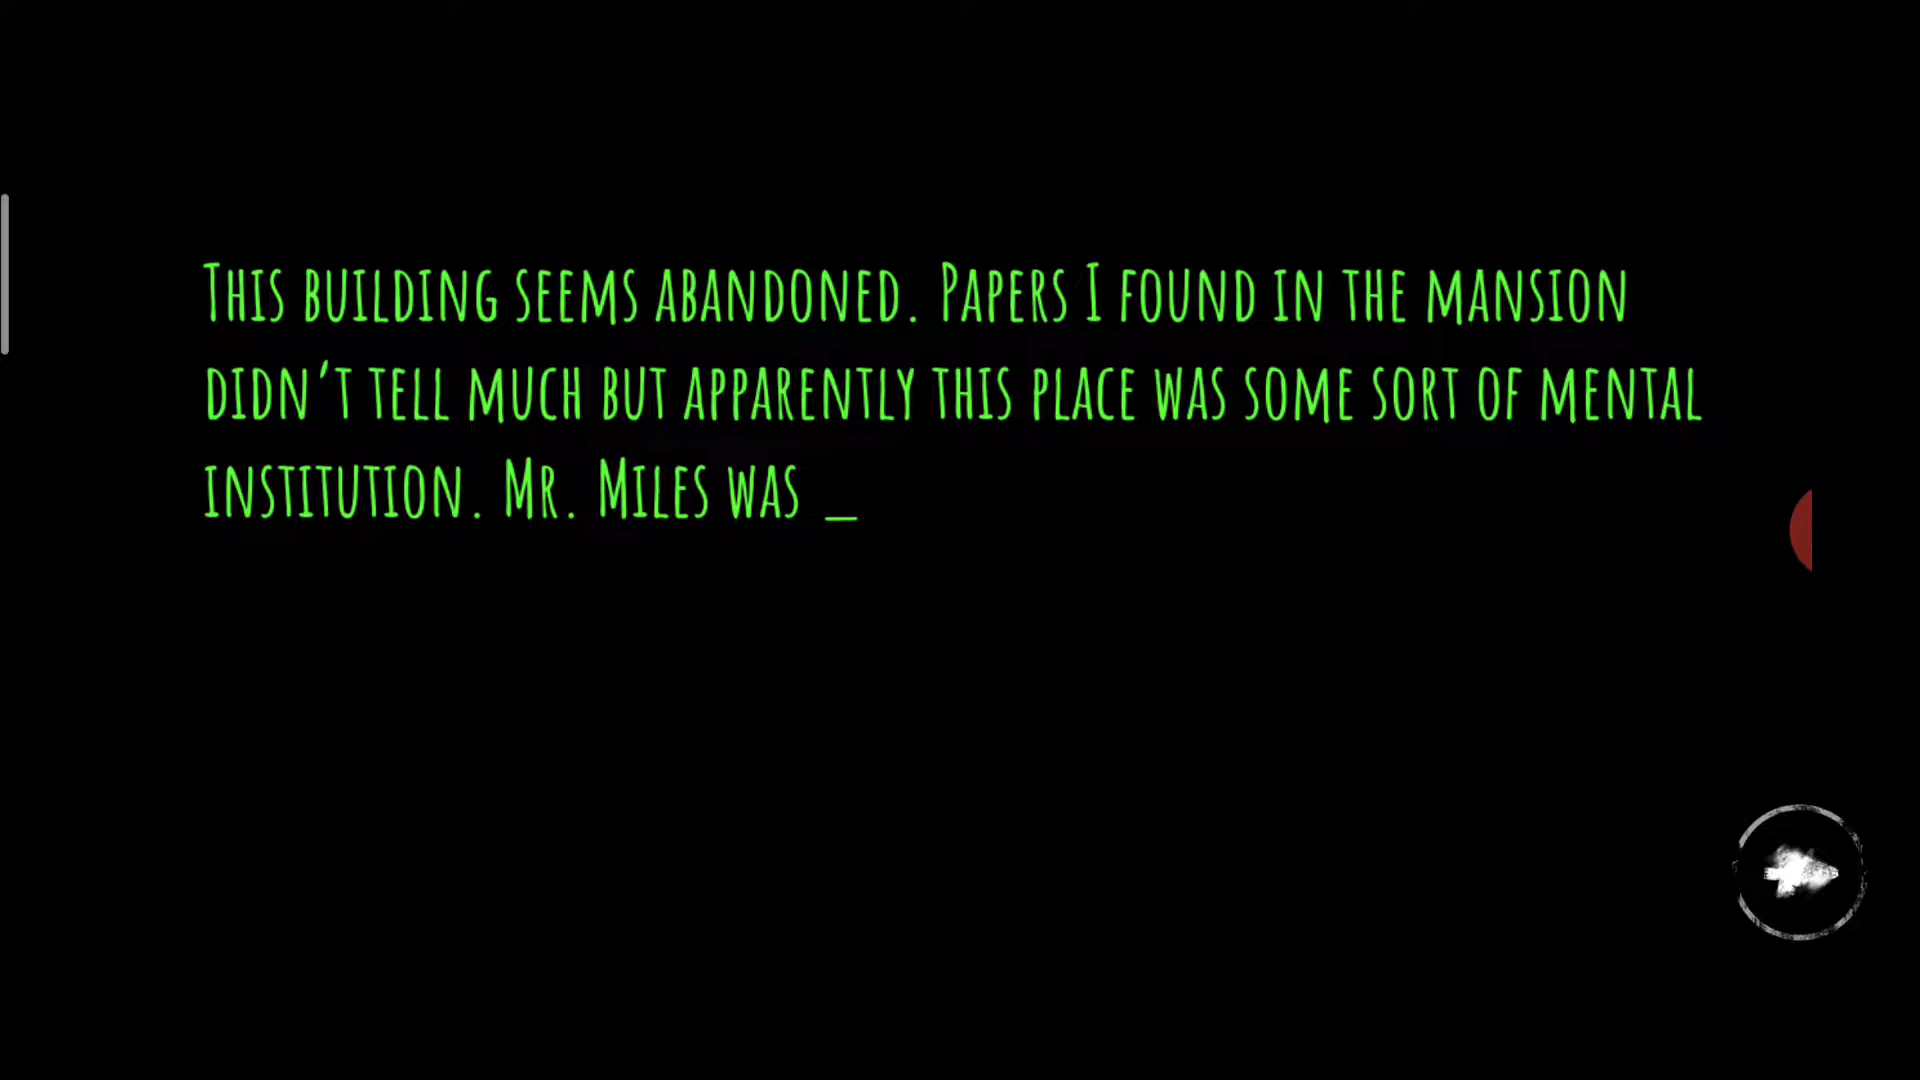 This building seems abandoned. Papers I found in the mansion
didn't tell much but apparently this place was some sort of mental
institution. Mr. Miles was _